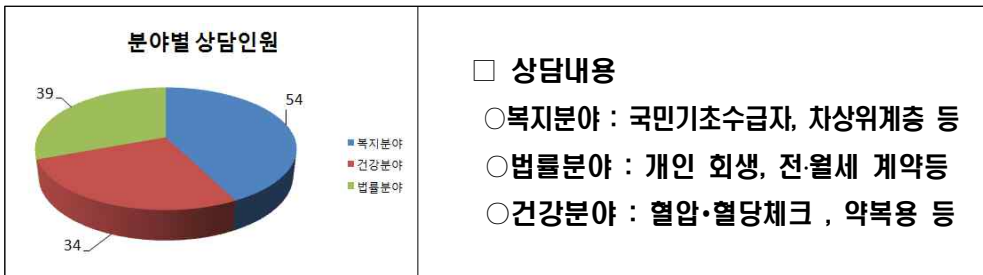 분야별 상담인원
39
54
34
■ 복지분야
■ 건강분야
■ 법률분야
□ 상담내용
○복지분야 : 국민기초수급자, 차상위계층 등
○법률분야 : 개인 회생, 전·월세 계약등
○건강분야 : 혈압·혈당체크 , 약복용 등